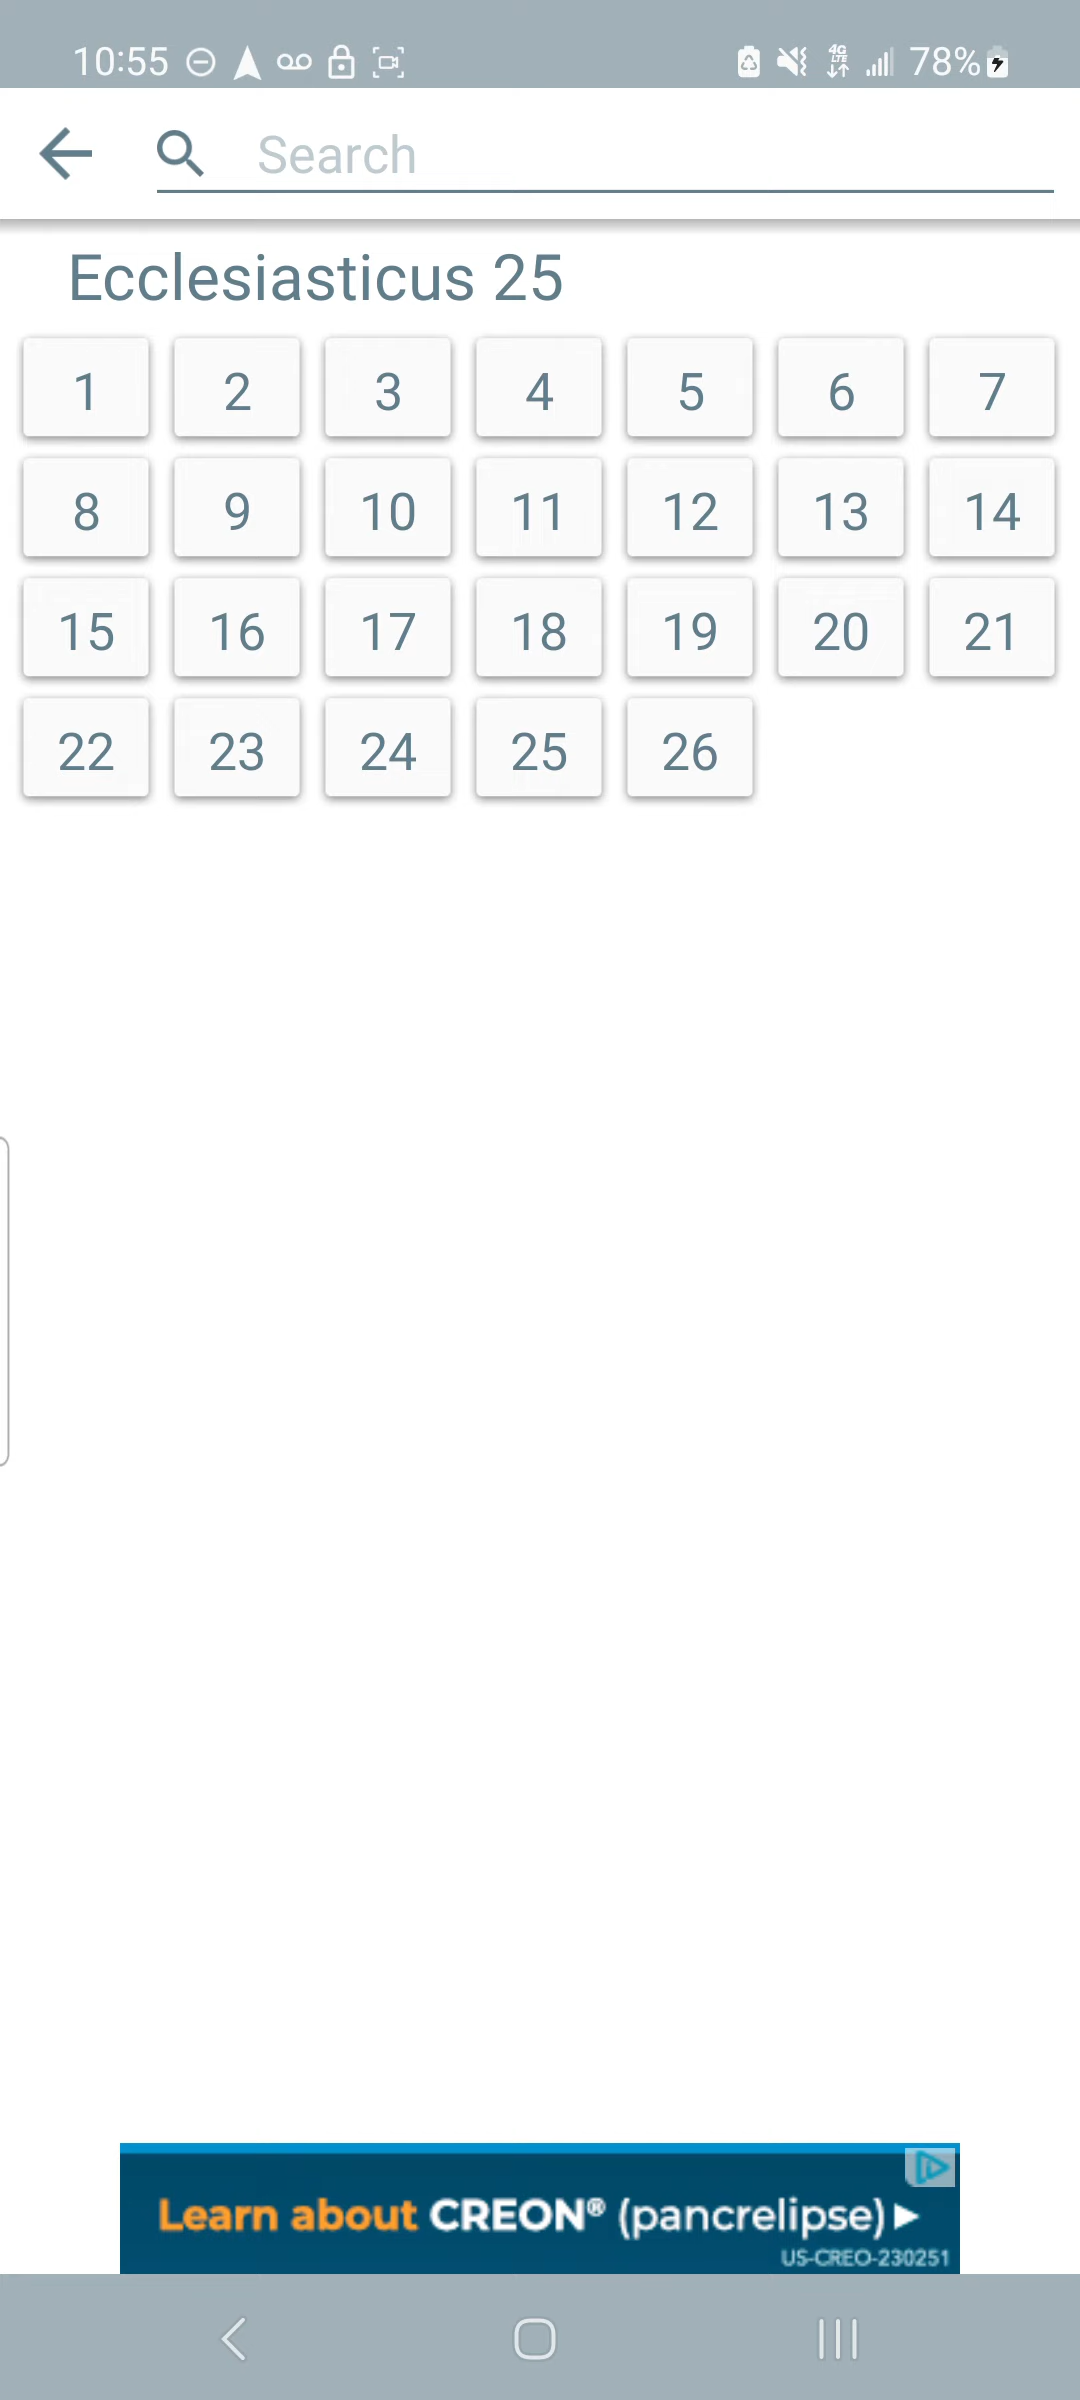 10:55 78%
Search
Ecclesiasticus 25
1 2 3 4 5 6 7
8 9 10 11 12 13 14
15 16 17 18 19 20 21
22 23 24 25 26
Learn about CREON® (pancrelipse)
US-CREO-230251